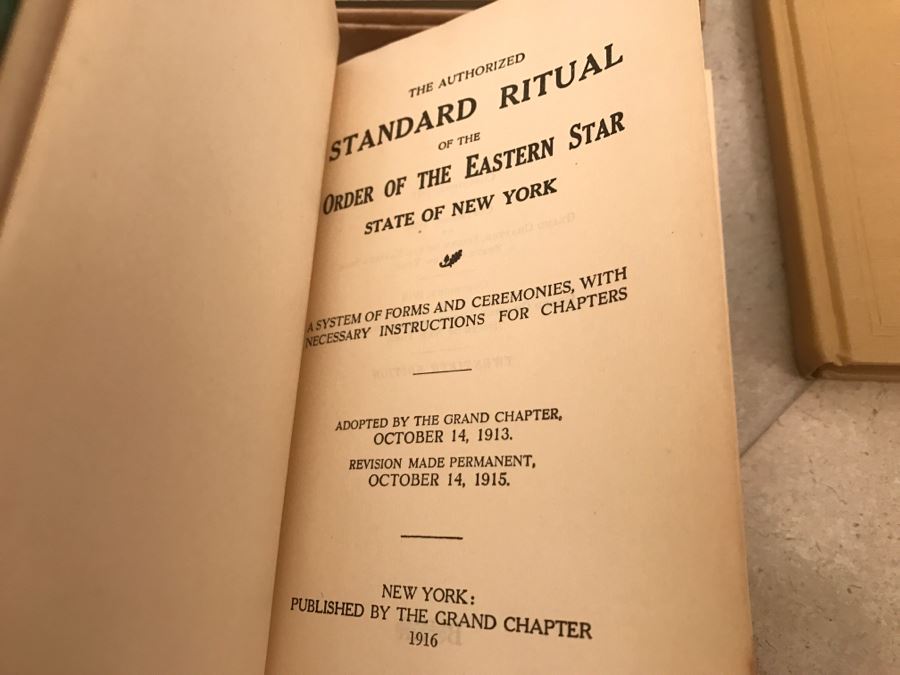 THE AUTHORIZED
STANDARD RITUAL
OF THE
ORDER OF THE EASTERN STAR
STATE OF NEW YORK
A SYSTEM OF FORMS AND CEREMONIES, WITH
NECESSARY INSTRUCTIONS FOR CHAPTERS
ADOPTED BY THE GRAND CHAPTER,
OCTOBER 14, 1913.
REVISION MADE PERMANENT,
OCTOBER 14, 1915.
NEW YORK:
PUBLISHED BY THE GRAND CHAPTER
1916